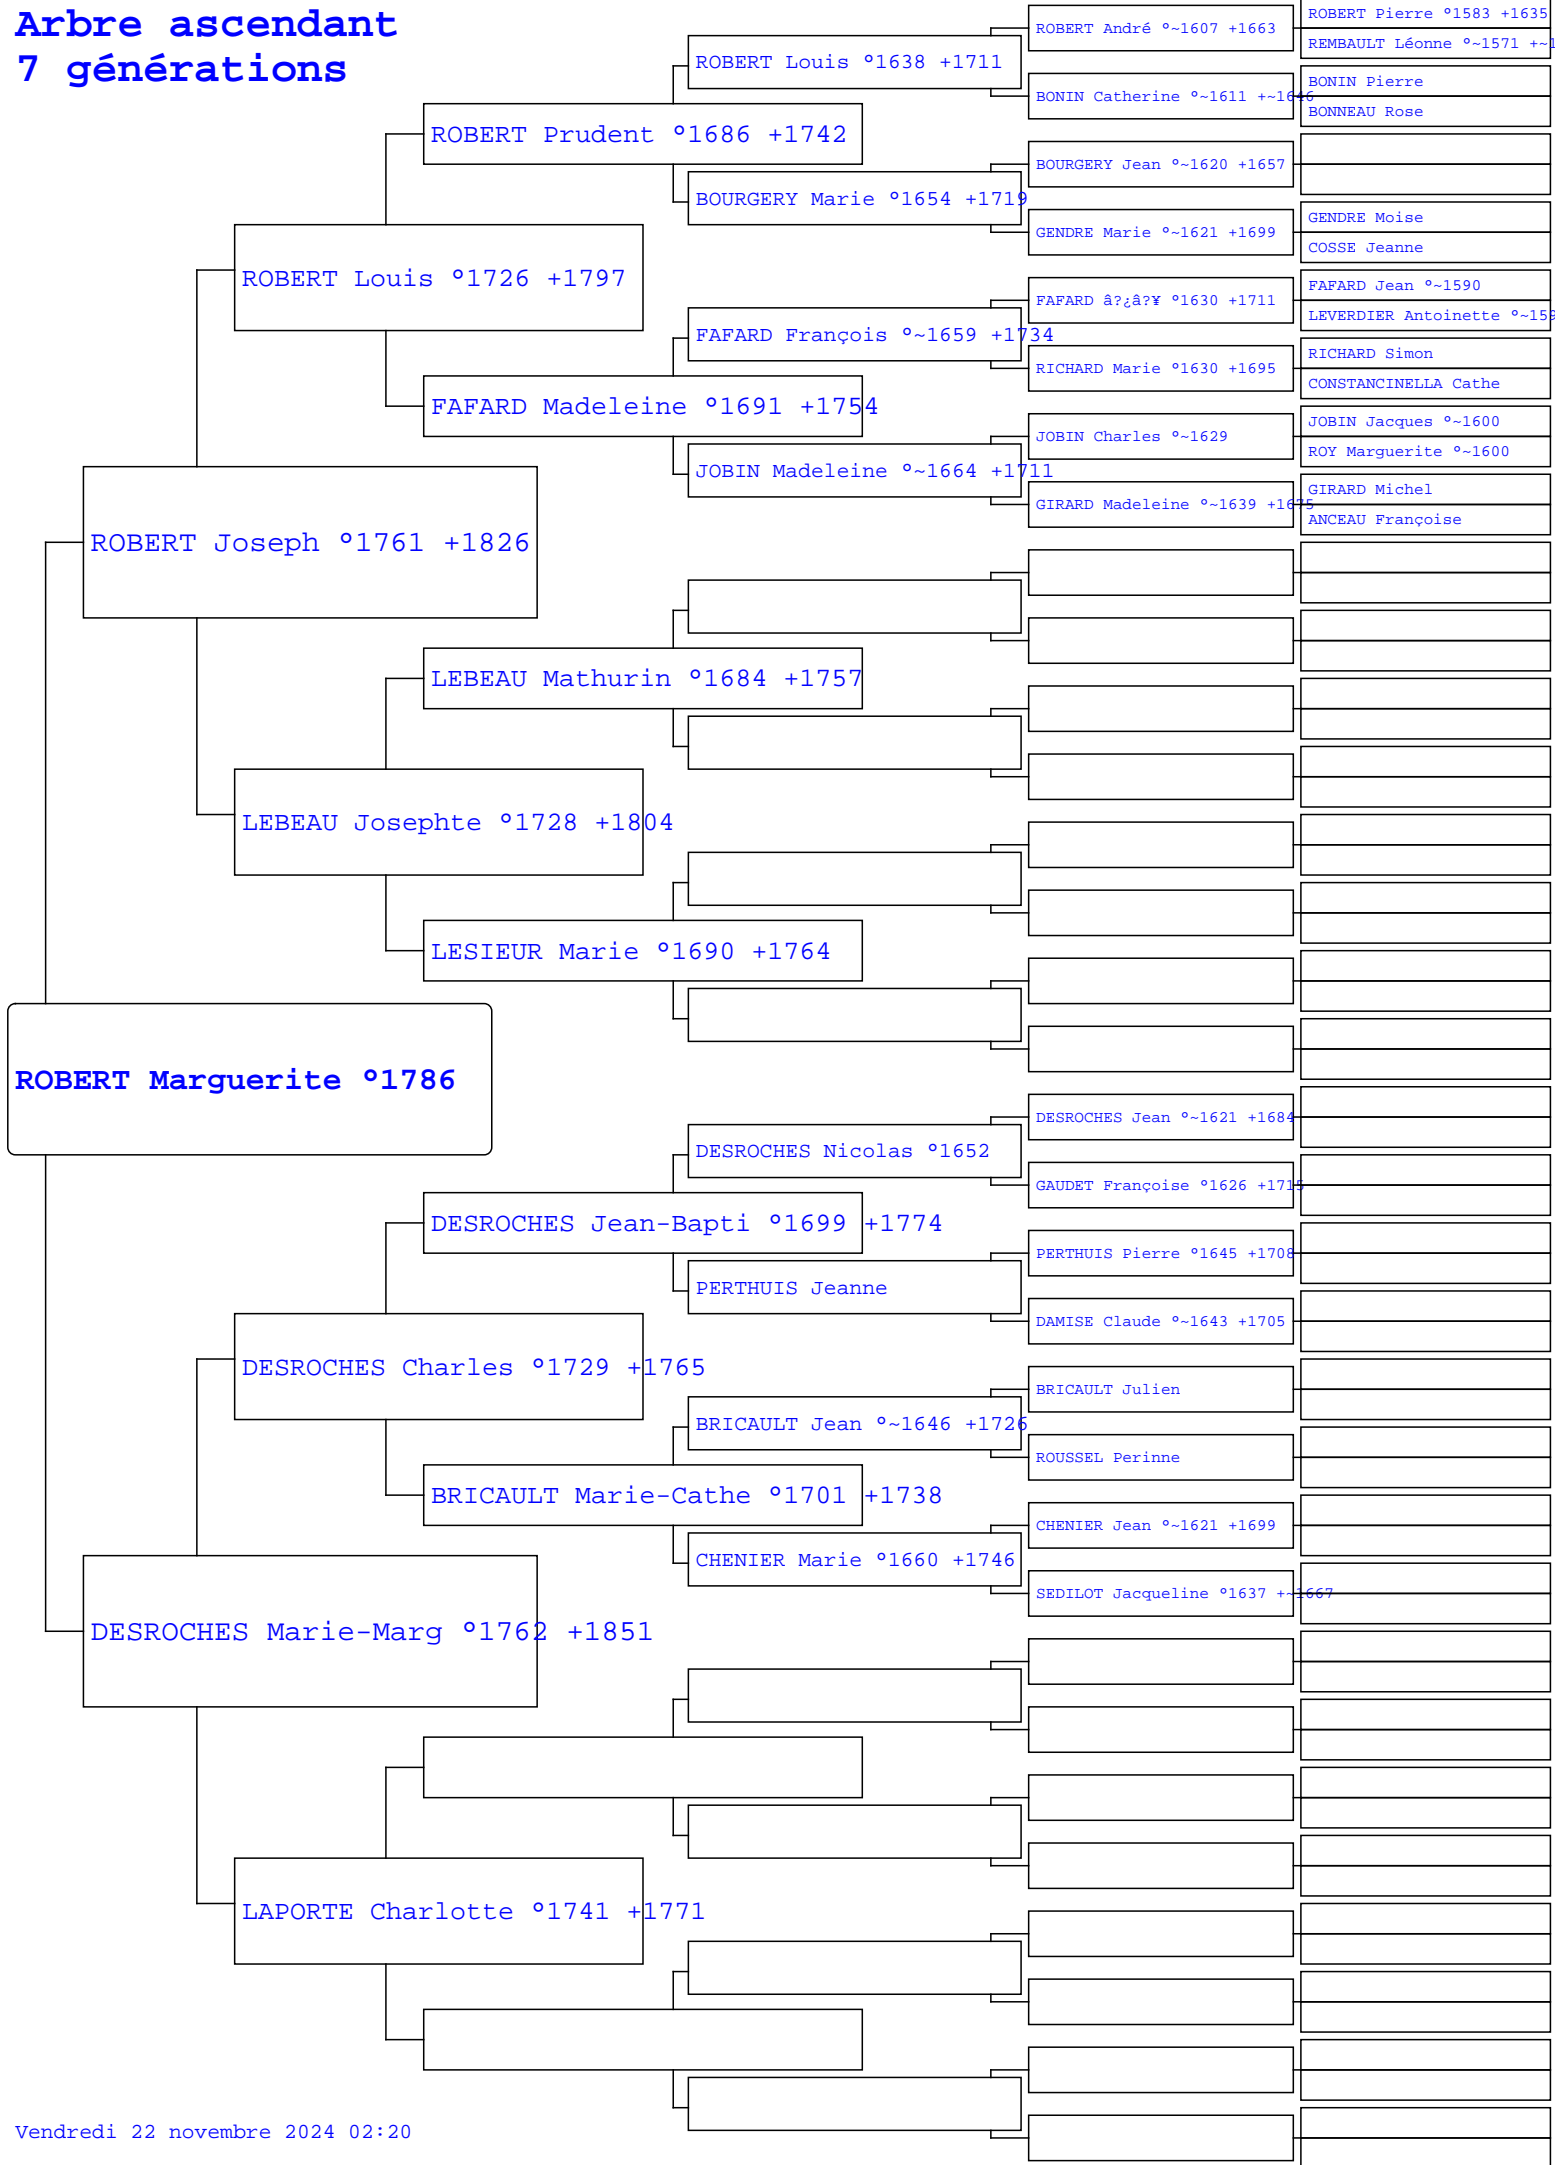 Arbre ascendant
7 générations
ROBERT Marguerite °1786
ROBERT Joseph °1761 +1826
DESROCHES Marie-Marg °1762 +1851
ROBERT Louis °1726 +1797
LEBEAU Josephte °1728 +1804
DESROCHES Charles °1729 +1765
LAPORTE Charlotte °1741 +1771
ROBERT Prudent °1686 +1742
FAFARD Madeleine °1691 +1754
LEBEAU Mathurin °1684 +1757
LESIEUR Marie °1690 +1764
DESROCHES Jean-Bapti °1699 +1774
BRICAULT Marie-Cathe °1701 +1738
ROBERT Louis °1638 +1711
BOURGERY Marie °1654 +1719
FAFARD François °~1659 +1734
JOBIN Madeleine °~1664 +1711
DESROCHES Nicolas °1652
PERTHUIS Jeanne
BRICAULT Jean °~1646 +1726
CHENIER Marie °1660 +1746
ROBERT André °~1607 +1663
BONIN Catherine °~1611 +~1646
BOURGERY Jean °~1620 +1657
GENDRE Marie °~1621 +1699
FAFARD â?¿â?¥ °1630 +1711
RICHARD Marie °1630 +1695
JOBIN Charles °~1629
GIRARD Madeleine °~1639 +1675
DESROCHES Jean °~1621 +1684
GAUDET Françoise °1626 +1715
PERTHUIS Pierre °1645 +1708
DAMISE Claude °~1643 +1705
BRICAULT Julien
ROUSSEL Perinne
CHENIER Jean °~1621 +1699
SEDILOT Jacqueline °1637 +~1667
ROBERT Pierre °1583 +1635
REMBAULT Léonne °~1571 +~1
BONIN Pierre
BONNEAU Rose
GENDRE Moise
COSSE Jeanne
FAFARD Jean °~1590
LEVERDIER Antoinette °~159
RICHARD Simon
CONSTANCINELLA Cathe
JOBIN Jacques °~1600
ROY Marguerite °~1600
GIRARD Michel
ANCEAU Françoise
Vendredi 22 novembre 2024 02:20